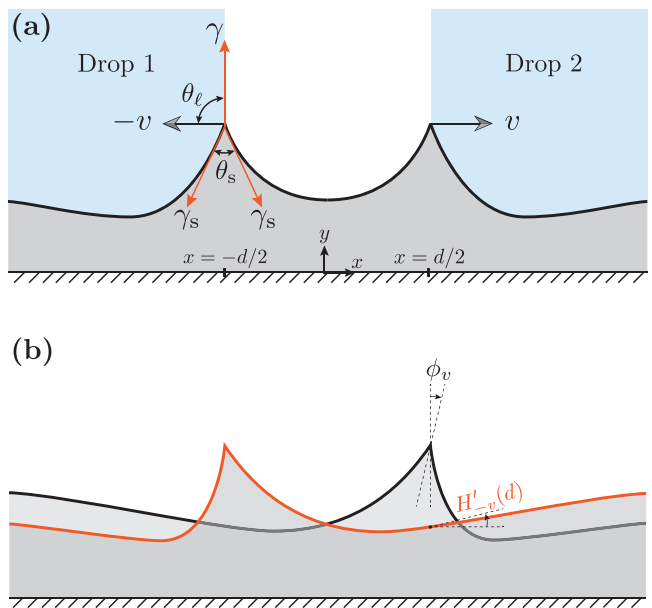 (a)
γ
Drop 1
Drop 2
θℓ
−v
v
θs
γs
γs
y
x = −d/2
x
x = d/2
(b)
ϕv
H′−v(d)